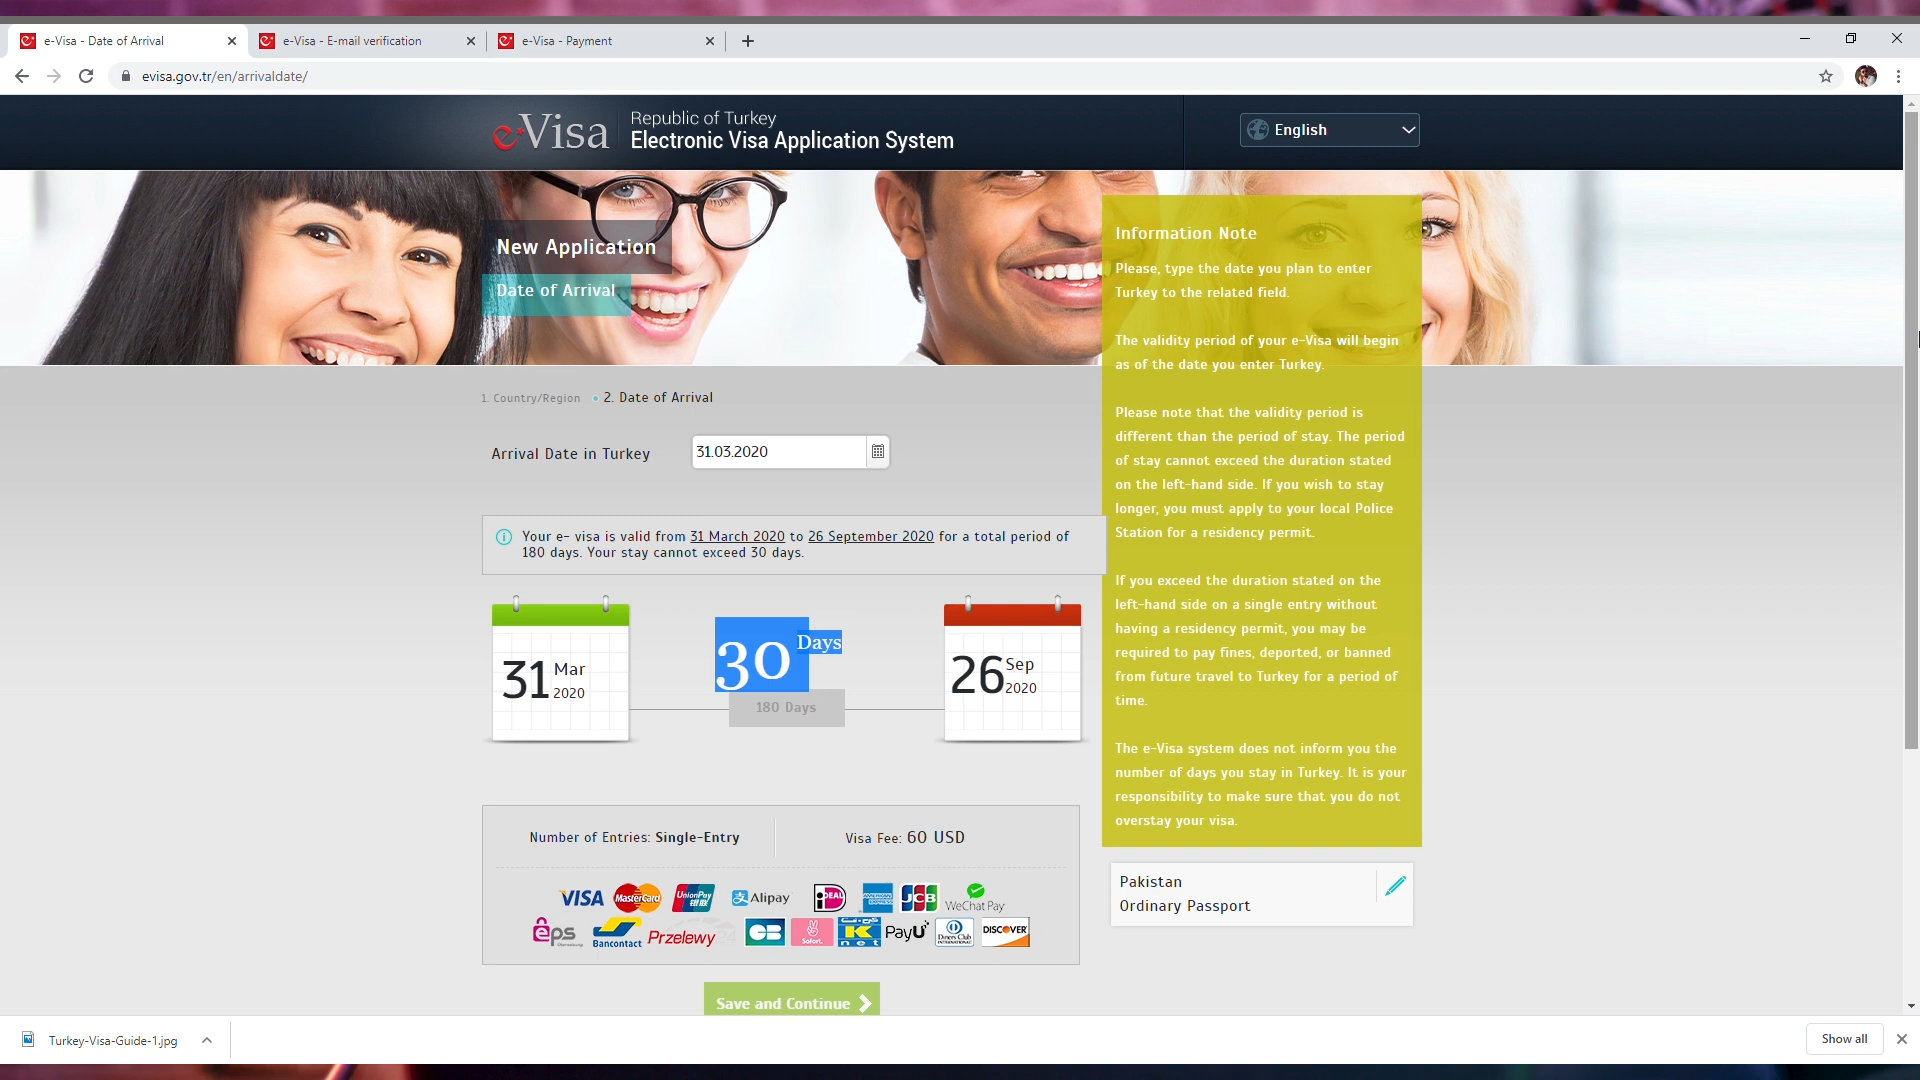 e-Visa - Date of Arrival
e-Visa - E-mail verification
e-Visa - Payment
evisa.gov.tr/en/arrivaldate/
e-Visa
Republic of Turkey
Electronic Visa Application System
English
New Application
Date of Arrival
1. Country/Region
2. Date of Arrival
Arrival Date in Turkey
31.03.2020
Your e- visa is valid from 31 March 2020 to 26 September 2020 for a total period of
180 days. Your stay cannot exceed 30 days.
31 Mar
2020
30 Days
180 Days
26 Sep
2020
Number of Entries: Single-Entry
Visa Fee: 60 USD
VISA MasterCard UnionPay 银联 Alipay iDEAL AMERICAN EXPRESS JCB WeChat Pay
eps Bancontact Przelewy24 CB Sofort. K net PayU Diners Club INTERNATIONAL DISCOVER
Save and Continue
Information Note
Please, type the date you plan to enter
Turkey to the related field.
The validity period of your e-Visa will begin
as of the date you enter Turkey.
Please note that the validity period is
different than the period of stay. The period
of stay cannot exceed the duration stated
on the left-hand side. If you wish to stay
longer, you must apply to your local Police
Station for a residency permit.
If you exceed the duration stated on the
left-hand side on a single entry without
having a residency permit, you may be
required to pay fines, deported, or banned
from future travel to Turkey for a period of
time.
The e-Visa system does not inform you the
number of days you stay in Turkey. It is your
responsibility to make sure that you do not
overstay your visa.
Pakistan
Ordinary Passport
Turkey-Visa-Guide-1.jpg
Show all